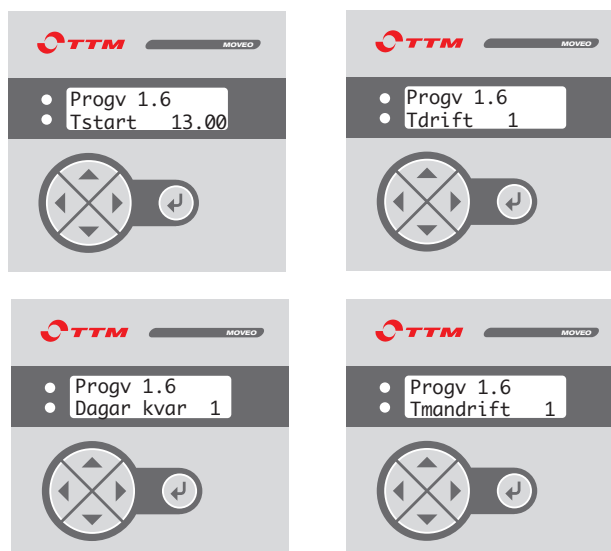 TTM MOVEO
Progv 1.6
Tstart 13.00
TTM MOVEO
Progv 1.6
Tdrift 1
TTM MOVEO
Progv 1.6
Dagar kvar 1
TTM MOVEO
Progv 1.6
Tmandrift 1